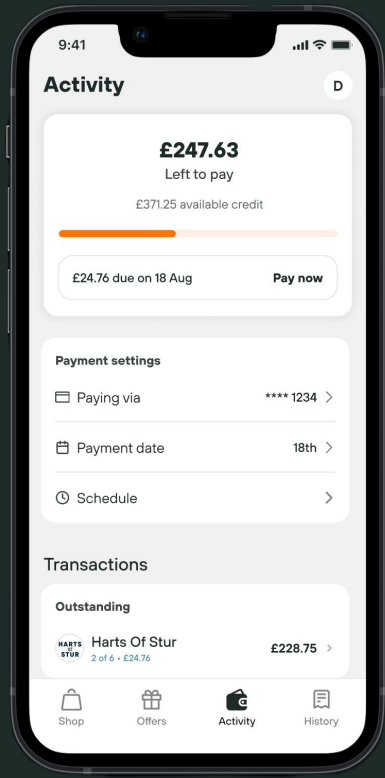 9:41
Activity
D
£247.63
Left to pay
£371.25 available credit
£24.76 due on 18 Aug Pay now
Payment settings
Paying via **** 1234
Payment date 18th
Schedule
Transactions
Outstanding
HARTS
of
STUR
Harts Of Stur £228.75
2 of 6 • £24.76
Shop Offers Activity History